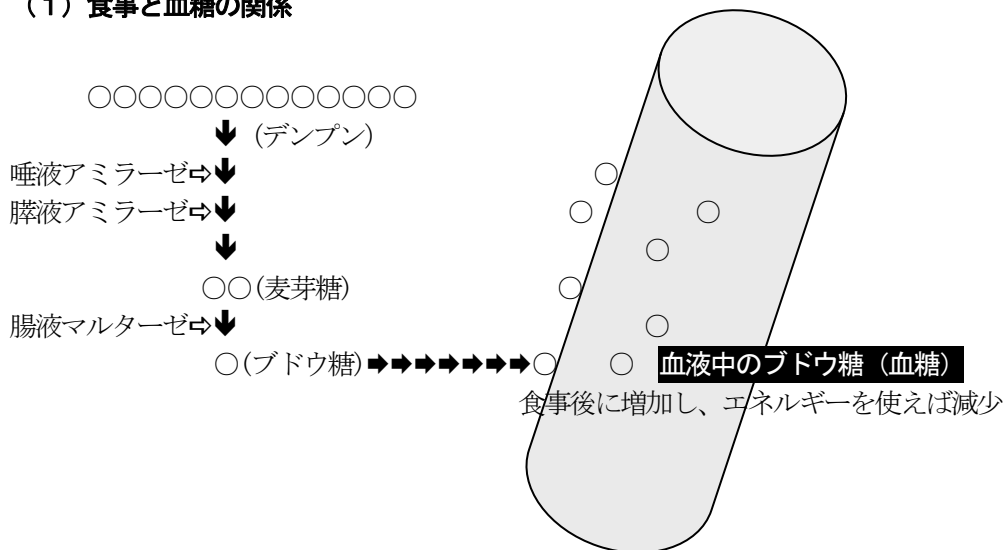 （１）食事と血糖の関係
○○○○○○○○○○○○○
🡻 (デンプン)
唾液アミラーゼ⇨🡻
膵液アミラーゼ⇨🡻
🡻
○○(麦芽糖)
腸液マルターゼ⇨🡻
○(ブドウ糖)🡺🡺🡺🡺🡺🡺🡺○ ○ 血液中のブドウ糖（血糖）
食事後に増加し、エネルギーを使えば減少